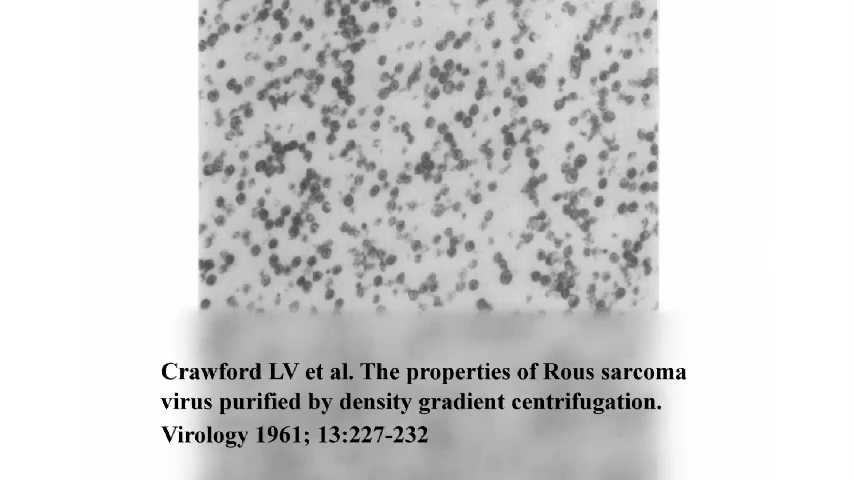 Crawford LV et al. The properties of Rous sarcoma
virus purified by density gradient centrifugation.
Virology 1961; 13:227-232